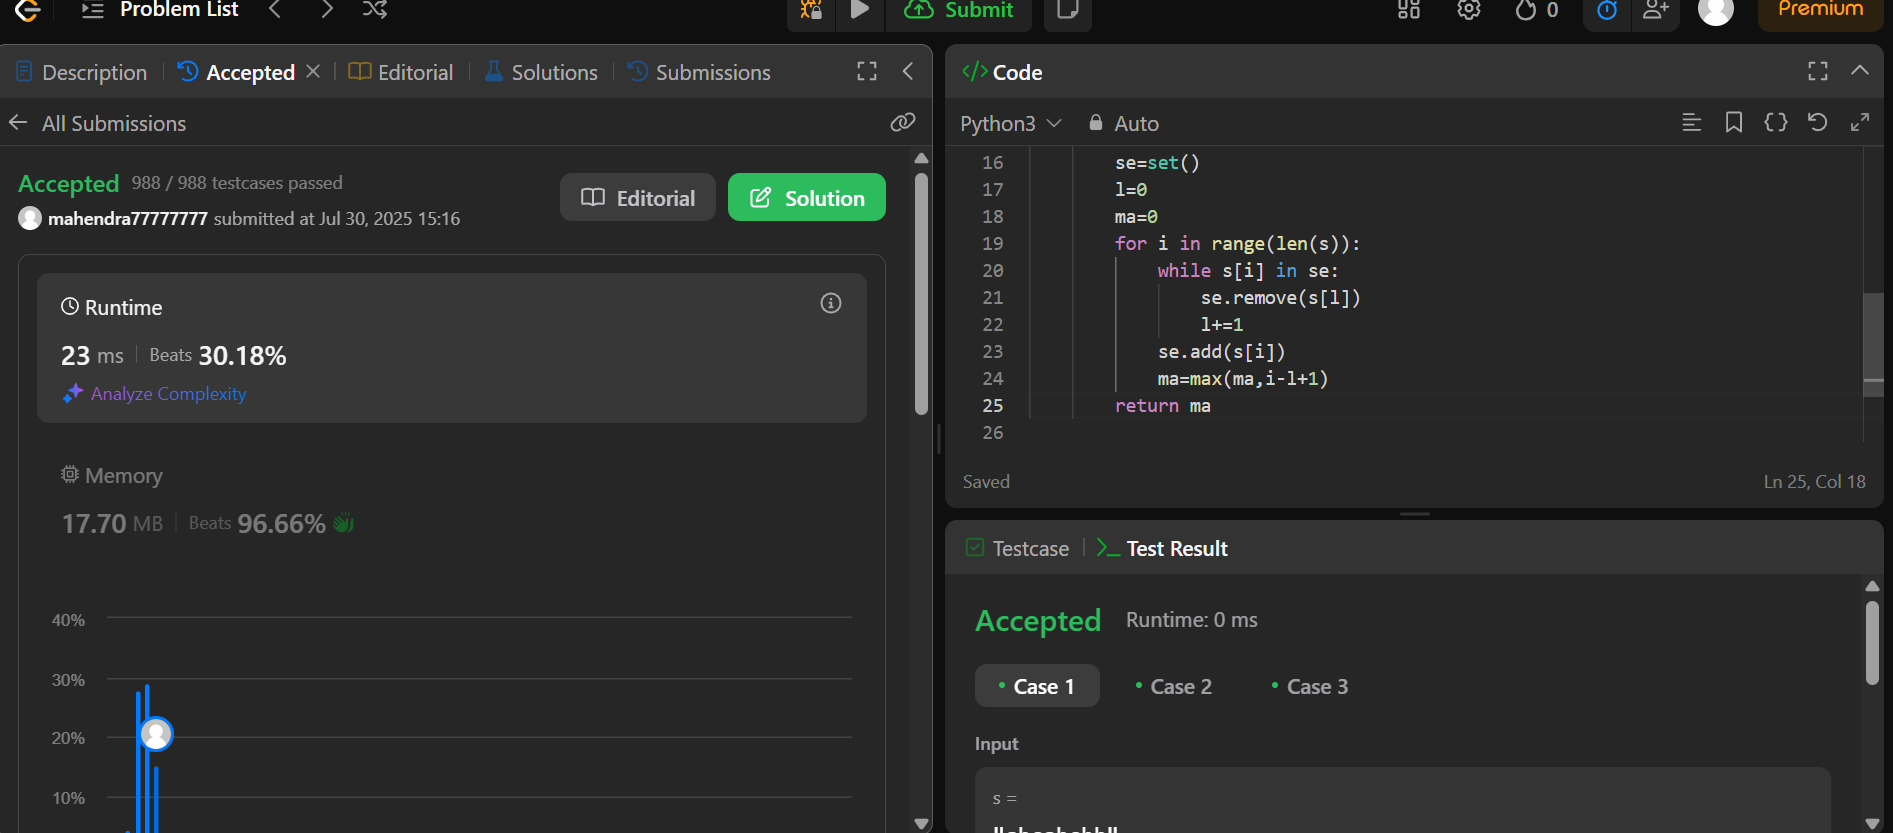 Problem List
Submit
0
Premium
Description
Accepted
Editorial
Solutions
Submissions
All Submissions
Accepted 988 / 988 testcases passed
mahendra77777777 submitted at Jul 30, 2025 15:16
Editorial
Solution
Runtime
23 ms
Beats 30.18%
Analyze Complexity
Memory
17.70 MB
Beats 96.66%
40%
30%
20%
10%
</> Code
Python3
Auto
16 se=set()
17 l=0
18 ma=0
19 for i in range(len(s)):
20 while s[i] in se:
21 se.remove(s[l])
22 l+=1
23 se.add(s[i])
24 ma=max(ma,i-l+1)
25 return ma
26
Saved
Ln 25, Col 18
Testcase
Test Result
Accepted
Runtime: 0 ms
Case 1
Case 2
Case 3
Input
s =